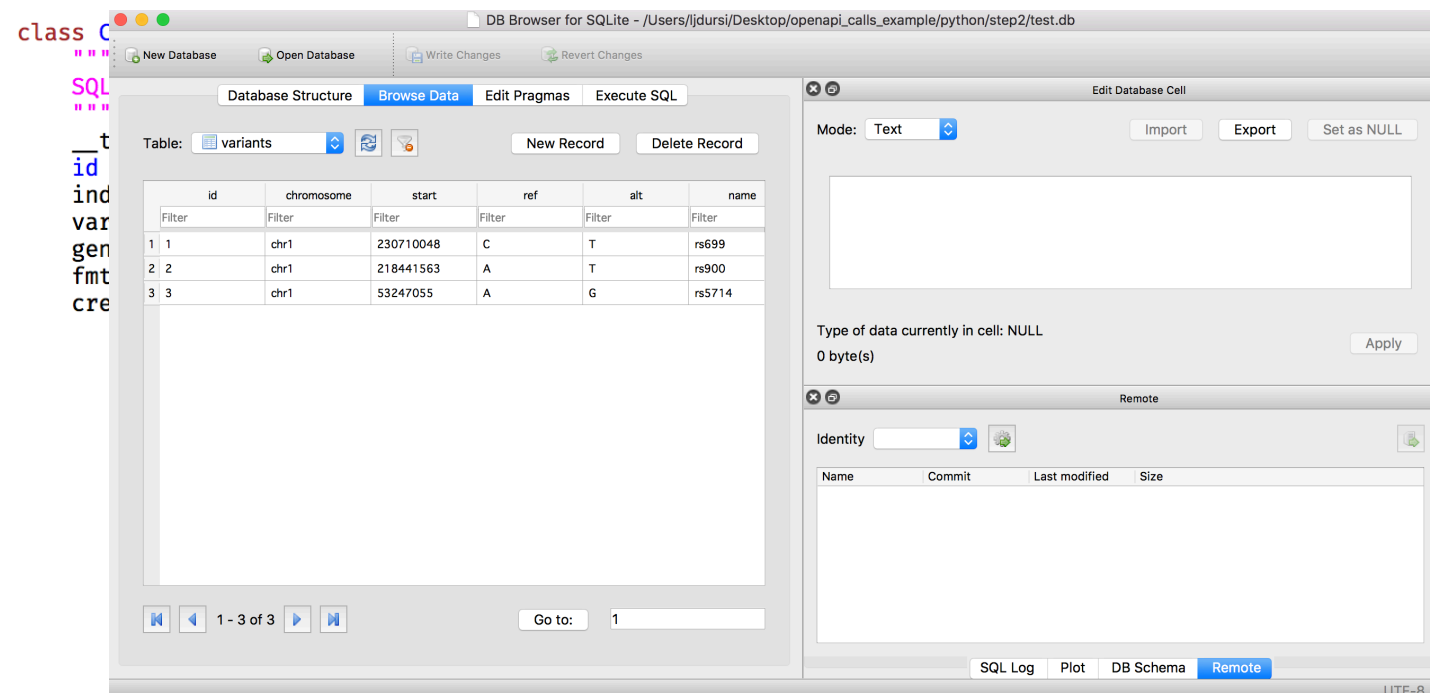 DB Browser for SQLite - /Users/ljdursi/Desktop/openapi_calls_example/python/step2/test.db
class C
"""
SQL
"""
__t
id
ind
var
gen
fmt
cre
New Database Open Database Write Changes Revert Changes
Database Structure Browse Data Edit Pragmas Execute SQL
Table: variants New Record Delete Record
id chromosome start ref alt name
Filter Filter Filter Filter Filter Filter
1 1 chr1 230710048 C T rs699
2 2 chr1 218441563 A T rs900
3 3 chr1 53247055 A G rs5714
1 - 3 of 3 Go to: 1
Edit Database Cell
Mode: Text Import Export Set as NULL
Type of data currently in cell: NULL
0 byte(s)
Apply
Remote
Identity
Name Commit Last modified Size
SQL Log Plot DB Schema Remote
UTF-8